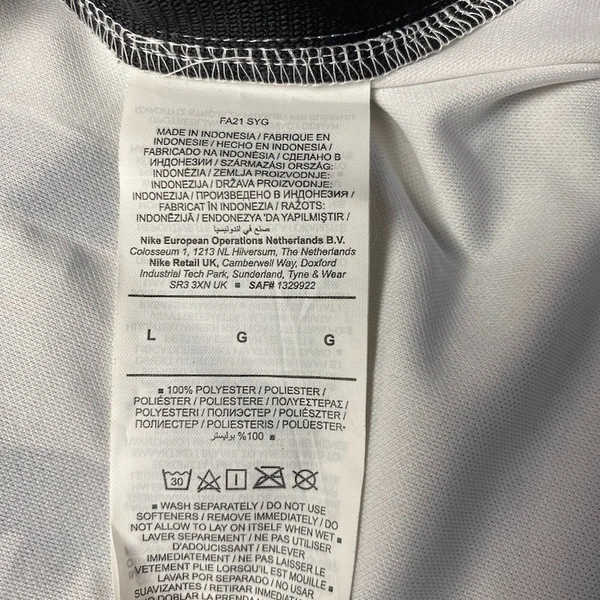 FA21 SYG
MADE IN INDONESIA / FABRIQUE EN
INDONESIE / HECHO EN INDONESIA /
FABRICADO NA INDONÉSIA / СДЕЛАНО В
ИНДОНЕЗИИ / SZÁRMAZÁSI ORSZÁG:
INDONÉZIA / ZEMLJA PROIZVODNJE:
INDONEZIJA / DRŽAVA PROIZVODNJE:
INDONEZIJA / ПРОИЗВЕДЕНО В ИНДОНЕЗИЯ /
FABRICAT ÎN INDONEZIA / RAŽOTS:
INDONĒZIJĀ / ENDONEZYA 'DA YAPILMIŞTIR /
صنع في اندونيسيا
Nike European Operations Netherlands B.V.
Colosseum 1, 1213 NL Hilversum, The Netherlands
Nike Retail UK, Camberwell Way, Doxford
Industrial Tech Park, Sunderland, Tyne & Wear
SR3 3XN UK ■ SAF# 1329922
L G G
■ 100% POLYESTER / POLIESTER /
POLIÉSTER / POLIESTERE / ΠΟΛΥΕΣΤΕΡΑΣ /
POLYESTERI / ПОЛИЭСТЕР / POLIÉSZTER /
ПОЛИЕСТЕР / POLIESTERIS / POLÜESTER
100% بوليستر ■
30
■ WASH SEPARATELY / DO NOT USE
SOFTENERS / REMOVE IMMEDIATELY / DO
NOT ALLOW TO LAY ON ITSELF WHEN WET ■
LAVER SEPAREMENT / NE PAS UTILISER
D'ADOUCISSANT / ENLEVER
IMMEDIATEMENT / NE PAS LAISSER LE
VETEMENT PLIE LORSQU'IL EST MOUILLE ■
LAVAR POR SEPARADO / NO USAR
SUAVIZANTES / RETIRAR INMEDIATAMENTE /
NO DOBLAR LA PRENDA